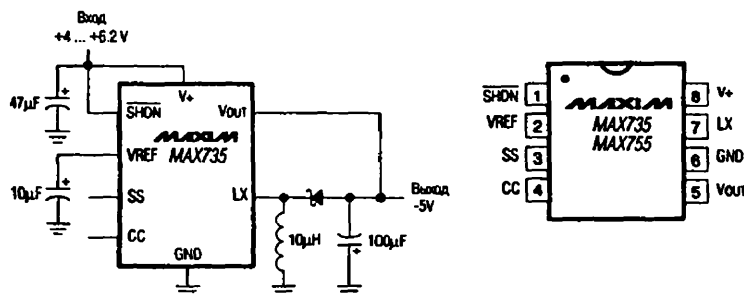 Вход
+4 ... +6.2 V
47µF
V+
SHDN
VOUT
MAXIM
MAX735
VREF
10µF
SS
LX
Выход
-5V
CC
10µH
100µF
GND
SHDN 1
8 V+
MAXIM
VREF 2
MAX735
7 LX
MAX755
SS 3
6 GND
CC 4
5 VOUT